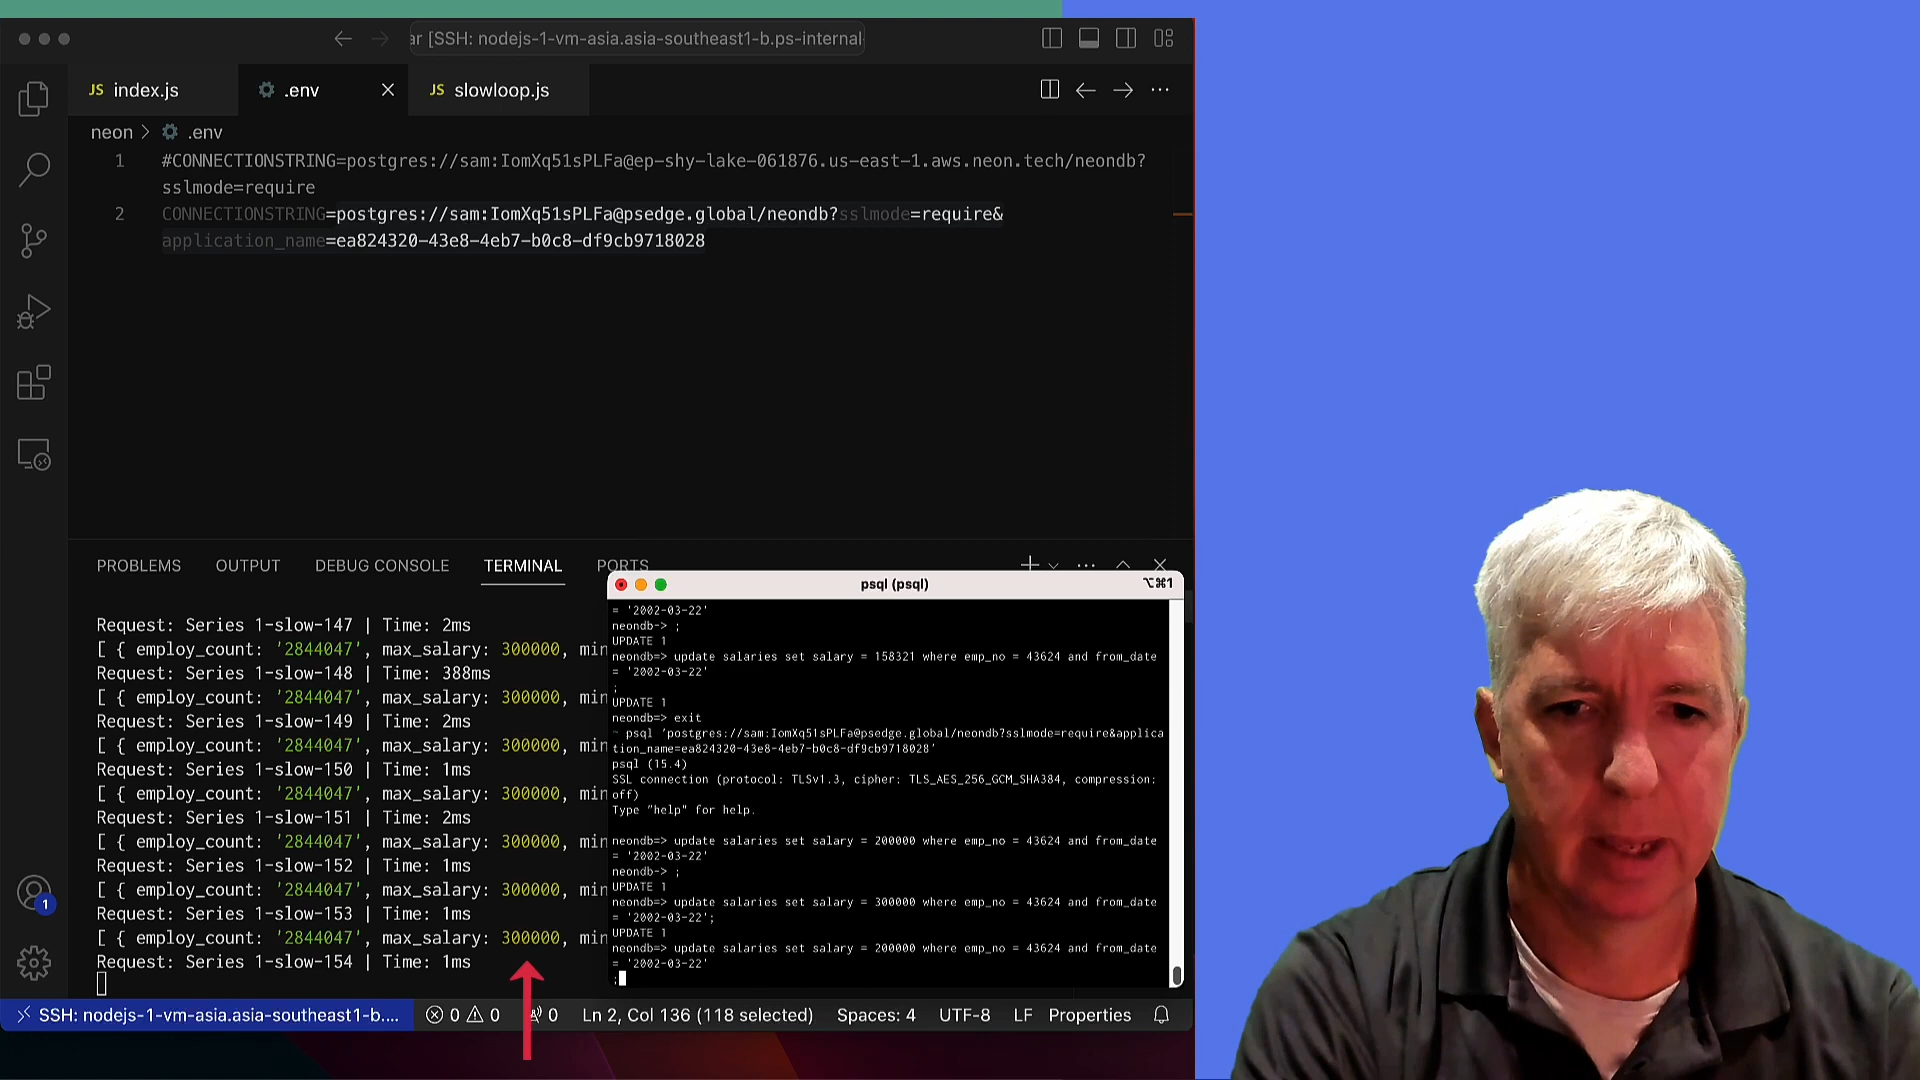 ar [SSH: nodejs-1-vm-asia.asia-southeast1-b.ps-internal
JS index.js
.env
JS slowloop.js
neon > .env
1 #CONNECTIONSTRING=postgres://sam:IomXq51sPLFa@ep-shy-lake-061876.us-east-1.aws.neon.tech/neondb?
sslmode=require
2 CONNECTIONSTRING=postgres://sam:IomXq51sPLFa@psedge.global/neondb?sslmode=require&
application_name=ea824320-43e8-4eb7-b0c8-df9cb9718028
PROBLEMS OUTPUT DEBUG CONSOLE TERMINAL PORTS
Request: Series 1-slow-147 | Time: 2ms
[ { employ_count: '2844047', max_salary: 300000, min
Request: Series 1-slow-148 | Time: 388ms
[ { employ_count: '2844047', max_salary: 300000, min
Request: Series 1-slow-149 | Time: 2ms
[ { employ_count: '2844047', max_salary: 300000, min
Request: Series 1-slow-150 | Time: 1ms
[ { employ_count: '2844047', max_salary: 300000, min
Request: Series 1-slow-151 | Time: 2ms
[ { employ_count: '2844047', max_salary: 300000, min
Request: Series 1-slow-152 | Time: 1ms
[ { employ_count: '2844047', max_salary: 300000, min
Request: Series 1-slow-153 | Time: 1ms
[ { employ_count: '2844047', max_salary: 300000, min
Request: Series 1-slow-154 | Time: 1ms
psql (psql) ⌥⌘1
= '2002-03-22'
neondb-> ;
UPDATE 1
neondb=> update salaries set salary = 158321 where emp_no = 43624 and from_date
= '2002-03-22'
;
UPDATE 1
neondb=> exit
~ psql 'postgres://sam:IomXq51sPLFa@psedge.global/neondb?sslmode=require&applica
tion_name=ea824320-43e8-4eb7-b0c8-df9cb9718028'
psql (15.4)
SSL connection (protocol: TLSv1.3, cipher: TLS_AES_256_GCM_SHA384, compression:
off)
Type "help" for help.
neondb=> update salaries set salary = 200000 where emp_no = 43624 and from_date
= '2002-03-22'
neondb-> ;
UPDATE 1
neondb=> update salaries set salary = 300000 where emp_no = 43624 and from_date
= '2002-03-22';
UPDATE 1
neondb=> update salaries set salary = 200000 where emp_no = 43624 and from_date
= '2002-03-22'
;
1
SSH: nodejs-1-vm-asia.asia-southeast1-b.... 0 0 0 Ln 2, Col 136 (118 selected) Spaces: 4 UTF-8 LF Properties